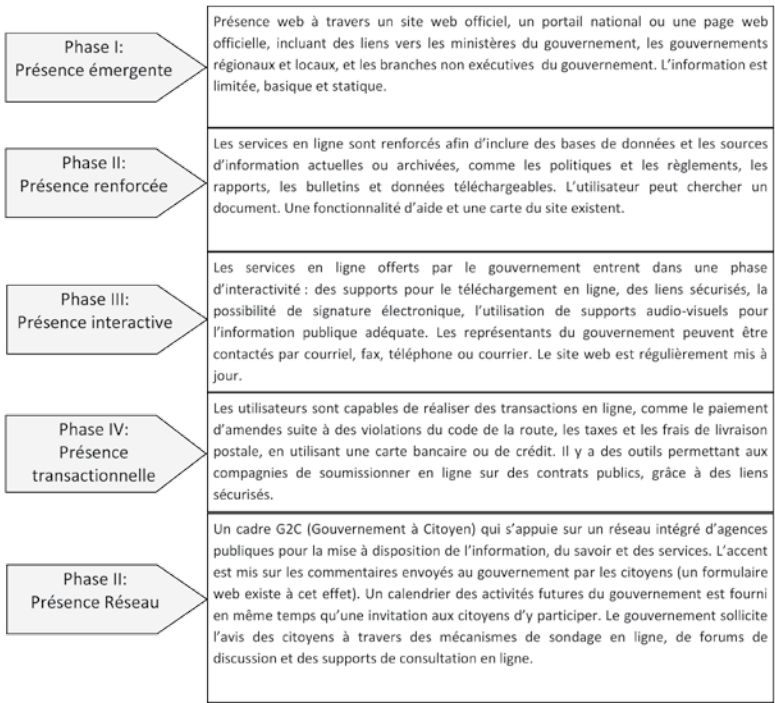 Phase I:
Présence émergente
Présence web à travers un site web officiel, un portail national ou une page web
officielle, incluant des liens vers les ministères du gouvernement, les gouvernements
régionaux et locaux, et les branches non exécutives du gouvernement. L’information est
limitée, basique et statique.
Phase II:
Présence renforcée
Les services en ligne sont renforcés afin d’inclure des bases de données et les sources
d’information actuelles ou archivées, comme les politiques et les règlements, les
rapports, les bulletins et données téléchargeables. L’utilisateur peut chercher un
document. Une fonctionnalité d’aide et une carte du site existent.
Phase III:
Présence interactive
Les services en ligne offerts par le gouvernement entrent dans une phase
d’interactivité : des supports pour le téléchargement en ligne, des liens sécurisés, la
possibilité de signature électronique, l’utilisation de supports audio-visuels pour
l’information publique adéquate. Les représentants du gouvernement peuvent être
contactés par courriel, fax, téléphone ou courrier. Le site web est régulièrement mis à
jour.
Phase IV:
Présence
transactionnelle
Les utilisateurs sont capables de réaliser des transactions en ligne, comme le paiement
d’amendes suite à des violations du code de la route, les taxes et les frais de livraison
postale, en utilisant une carte bancaire ou de crédit. Il y a des outils permettant aux
compagnies de soumissionner en ligne sur des contrats publics, grâce à des liens
sécurisés.
Phase II:
Présence Réseau
Un cadre G2C (Gouvernement à Citoyen) qui s’appuie sur un réseau intégré d’agences
publiques pour la mise à disposition de l’information, du savoir et des services. L’accent
est mis sur les commentaires envoyés au gouvernement par les citoyens (un formulaire
web existe à cet effet). Un calendrier des activités futures du gouvernement est fourni
en même temps qu’une invitation aux citoyens d’y participer. Le gouvernement sollicite
l’avis des citoyens à travers des mécanismes de sondage en ligne, de forums de
discussion et des supports de consultation en ligne.